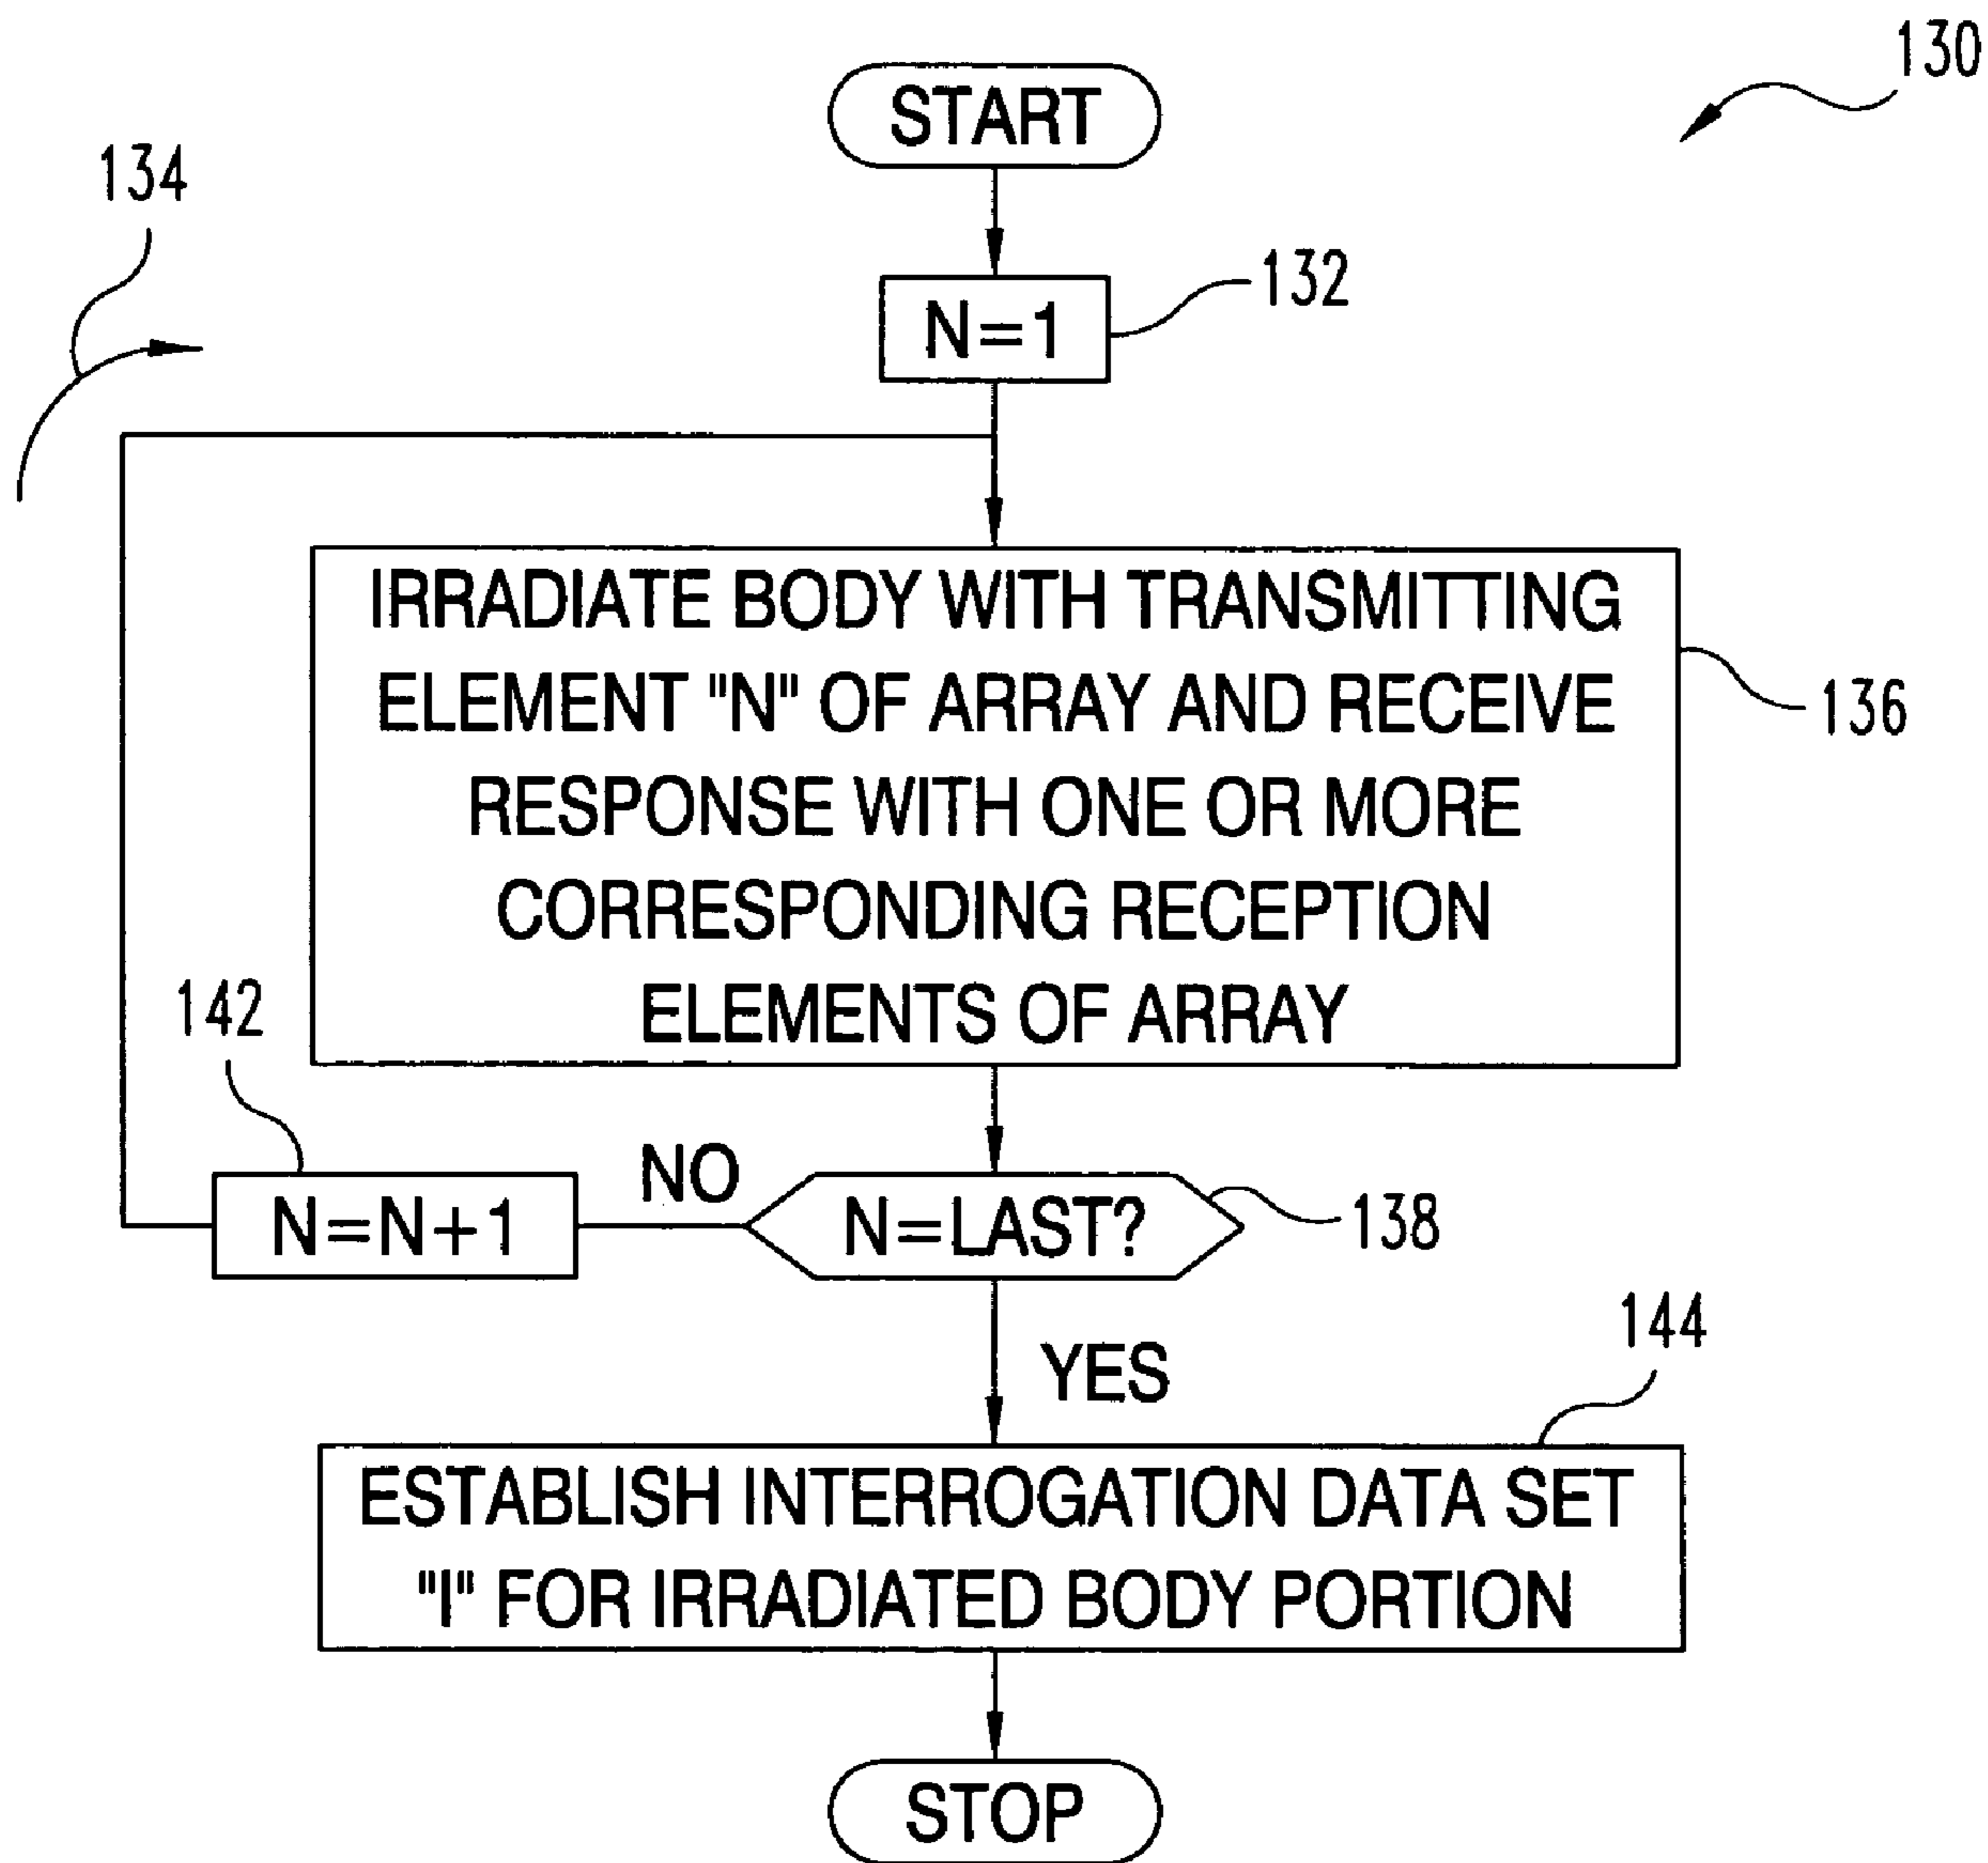 130
START
134
132
N=1
IRRADIATE BODY WITH TRANSMITTING
ELEMENT "N" OF ARRAY AND RECEIVE
RESPONSE WITH ONE OR MORE
CORRESPONDING RECEPTION
ELEMENTS OF ARRAY
136
142
NO
N=N+1
N=LAST?
138
YES
144
ESTABLISH INTERROGATION DATA SET
"I" FOR IRRADIATED BODY PORTION
STOP